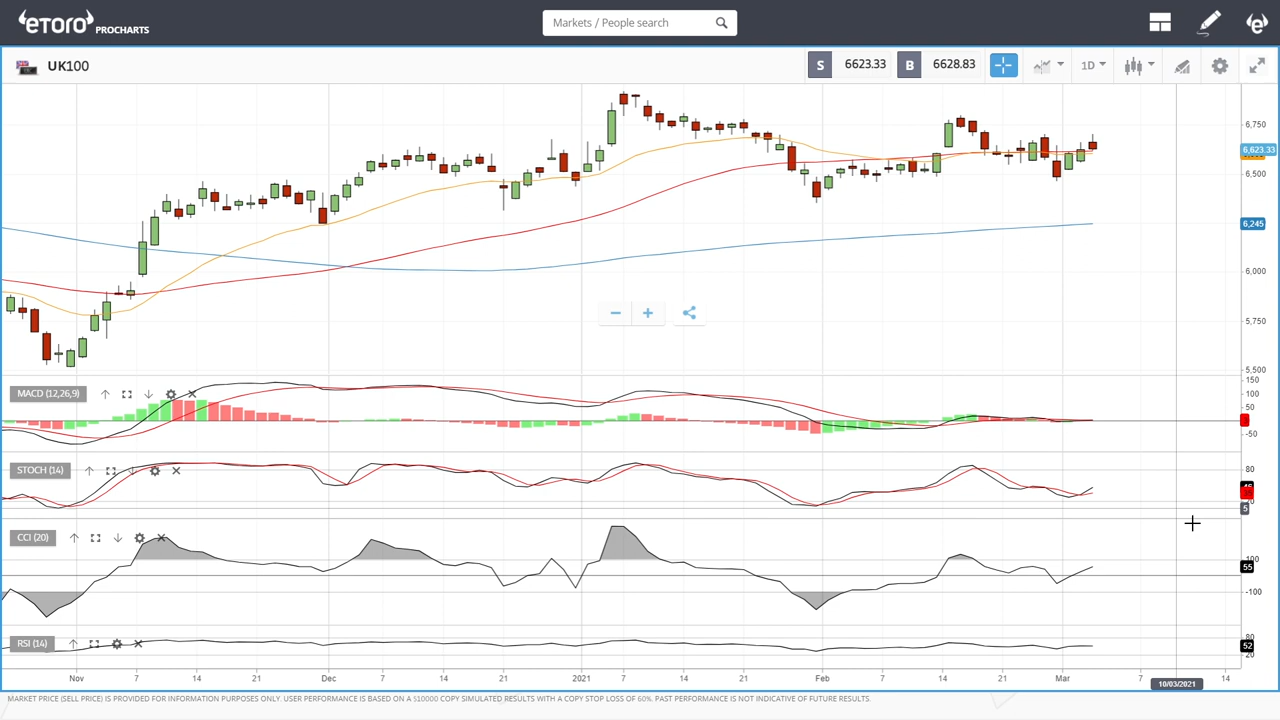 eToro PROCHARTS
Markets / People search
UK100
S 6623.33 B 6628.83
1D
6,750
6,623.33
6,500
6,245
6,000
5,750
5,500
MACD (12,26,9)
150
100
50
-50
STOCH (14)
80
5
CCI (20)
100
55
-100
RSI (14)
80
52
20
Nov 7 14 21 Dec 7 14 21 2021 7 14 21 Feb 7 14 21 Mar 7 10/03/2021 14
MARKET PRICE (SELL PRICE) IS PROVIDED FOR INFORMATION PURPOSES ONLY. USER PERFORMANCE IS BASED ON A $10000 COPY SIMULATED RESULTS WITH A COPY STOP LOSS OF 60%. PAST PERFORMANCE IS NOT INDICATIVE OF FUTURE RESULTS.